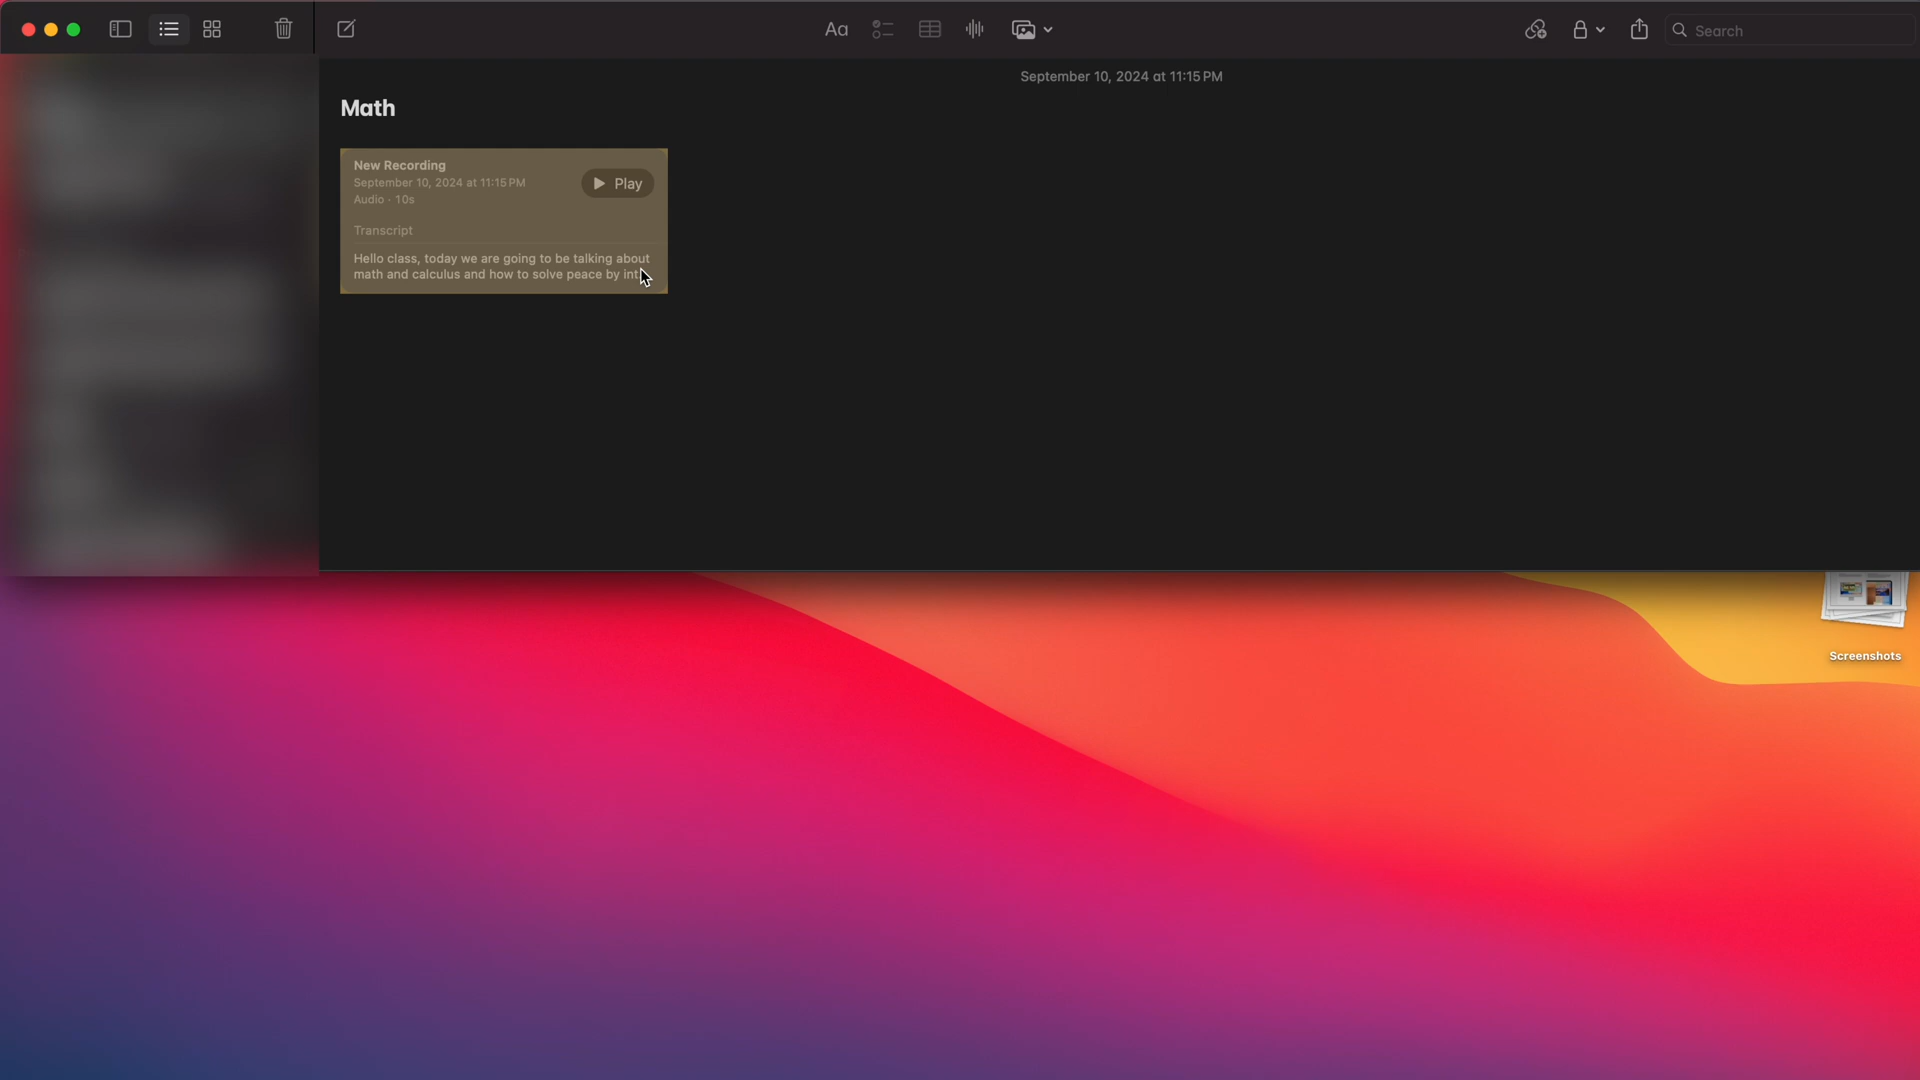 Aa
Search
September 10, 2024 at 11:15 PM
Math
New Recording
September 10, 2024 at 11:15 PM
Play
Audio · 10s
Transcript
Hello class, today we are going to be talking about
math and calculus and how to solve peace by
Screenshots